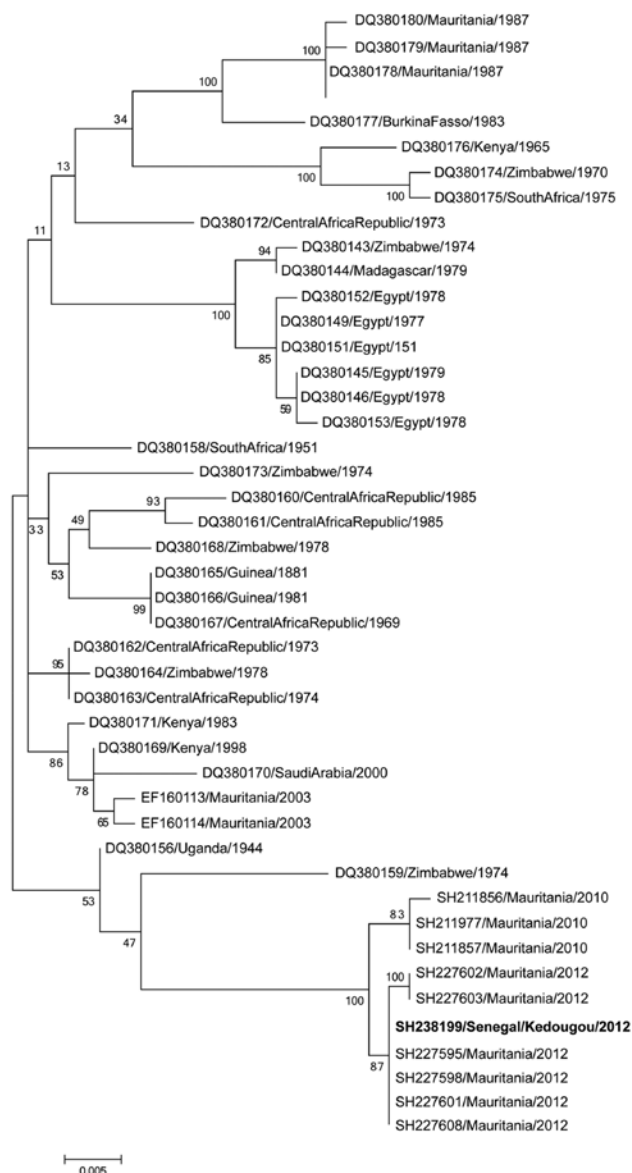 DQ380180/Mauritania/1987
DQ380179/Mauritania/1987
100
DQ380178/Mauritania/1987
100
DQ380177/BurkinaFasso/1983
34
DQ380176/Kenya/1965
13
100
DQ380174/Zimbabwe/1970
100
DQ380175/SouthAfrica/1975
DQ380172/CentralAfricaRepublic/1973
11
94
DQ380143/Zimbabwe/1974
DQ380144/Madagascar/1979
100
DQ380152/Egypt/1978
DQ380149/Egypt/1977
DQ380151/Egypt/151
85
DQ380145/Egypt/1979
DQ380146/Egypt/1978
59
DQ380153/Egypt/1978
DQ380158/SouthAfrica/1951
DQ380173/Zimbabwe/1974
93
DQ380160/CentralAfricaRepublic/1985
49
DQ380161/CentralAfricaRepublic/1985
33
DQ380168/Zimbabwe/1978
53
DQ380165/Guinea/1881
DQ380166/Guinea/1981
99
DQ380167/CentralAfricaRepublic/1969
DQ380162/CentralAfricaRepublic/1973
95
DQ380164/Zimbabwe/1978
DQ380163/CentralAfricaRepublic/1974
DQ380171/Kenya/1983
86
DQ380169/Kenya/1998
DQ380170/SaudiArabia/2000
78
EF160113/Mauritania/2003
65
EF160114/Mauritania/2003
DQ380156/Uganda/1944
53
DQ380159/Zimbabwe/1974
47
SH211856/Mauritania/2010
83
SH211977/Mauritania/2010
SH211857/Mauritania/2010
100
100
SH227602/Mauritania/2012
SH227603/Mauritania/2012
SH238199/Senegal/Kedougou/2012
87
SH227595/Mauritania/2012
SH227598/Mauritania/2012
SH227601/Mauritania/2012
SH227608/Mauritania/2012
0.005